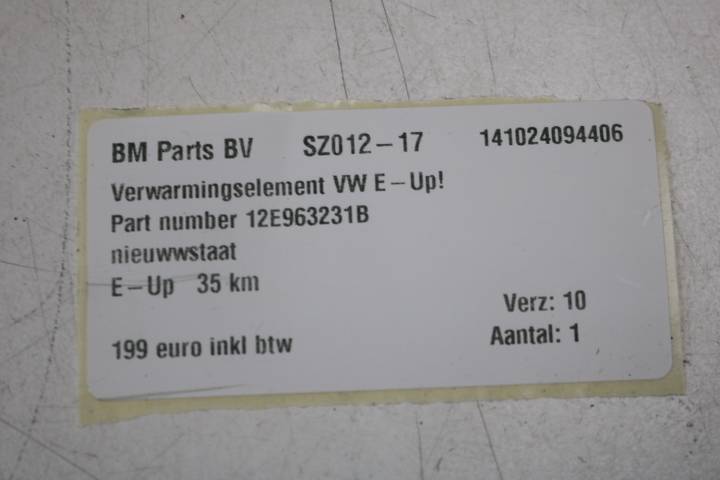 BM Parts BV SZ012-17 141024094406
Verwarmingselement VW E-Up!
Part number 12E963231B
nieuwwstaat
E-Up 35 km
Verz: 10
199 euro inkl btw Aantal: 1